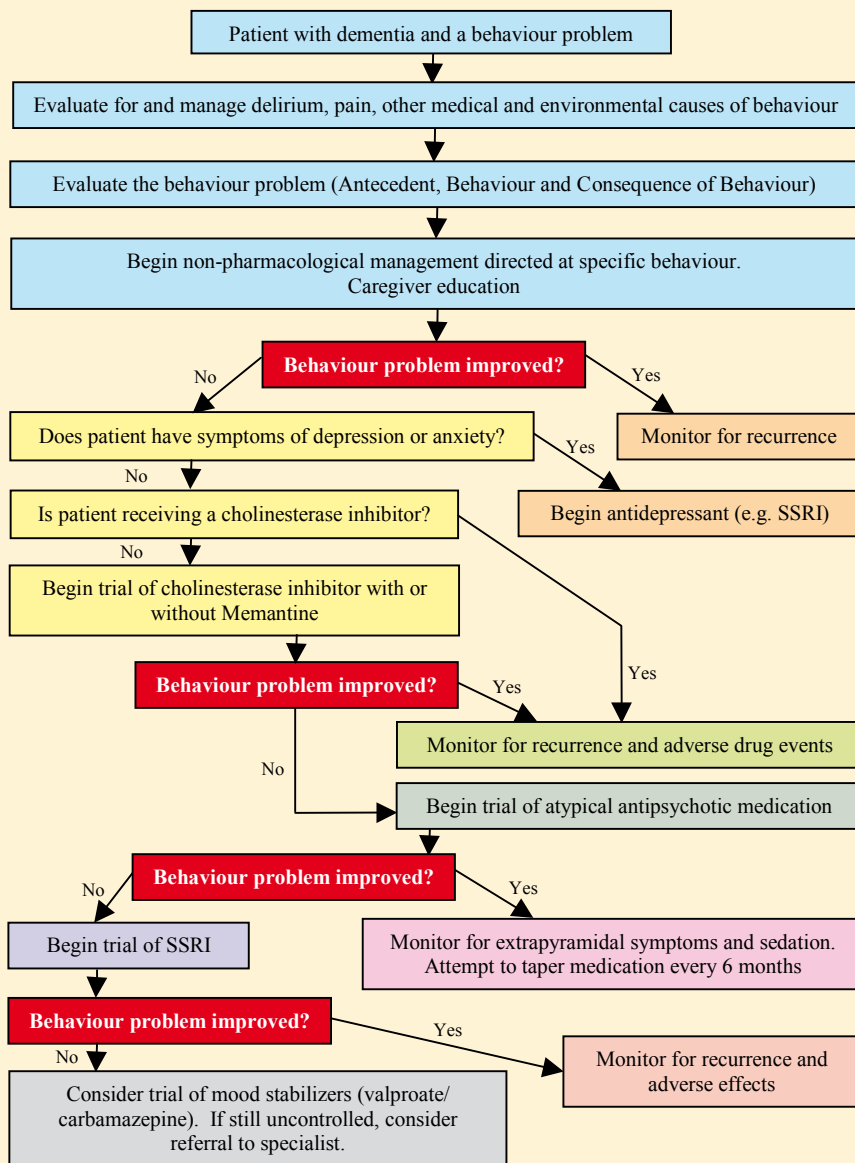 Patient with dementia and a behaviour problem
Evaluate for and manage delirium, pain, other medical and environmental causes of behaviour
Evaluate the behaviour problem (Antecedent, Behaviour and Consequence of Behaviour)
Begin non-pharmacological management directed at specific behaviour.
Caregiver education
Behaviour problem improved?
No
Yes
Does patient have symptoms of depression or anxiety?
Monitor for recurrence
Yes
No
Is patient receiving a cholinesterase inhibitor?
Begin antidepressant (e.g. SSRI)
No
Begin trial of cholinesterase inhibitor with or
without Memantine
Behaviour problem improved?
Yes
Yes
Monitor for recurrence and adverse drug events
No
Begin trial of atypical antipsychotic medication
Behaviour problem improved?
No
Yes
Begin trial of SSRI
Monitor for extrapyramidal symptoms and sedation.
Attempt to taper medication every 6 months
Behaviour problem improved?
Yes
No
Monitor for recurrence and
adverse effects
Consider trial of mood stabilizers (valproate/
carbamazepine).  If still uncontrolled, consider
referral to specialist.